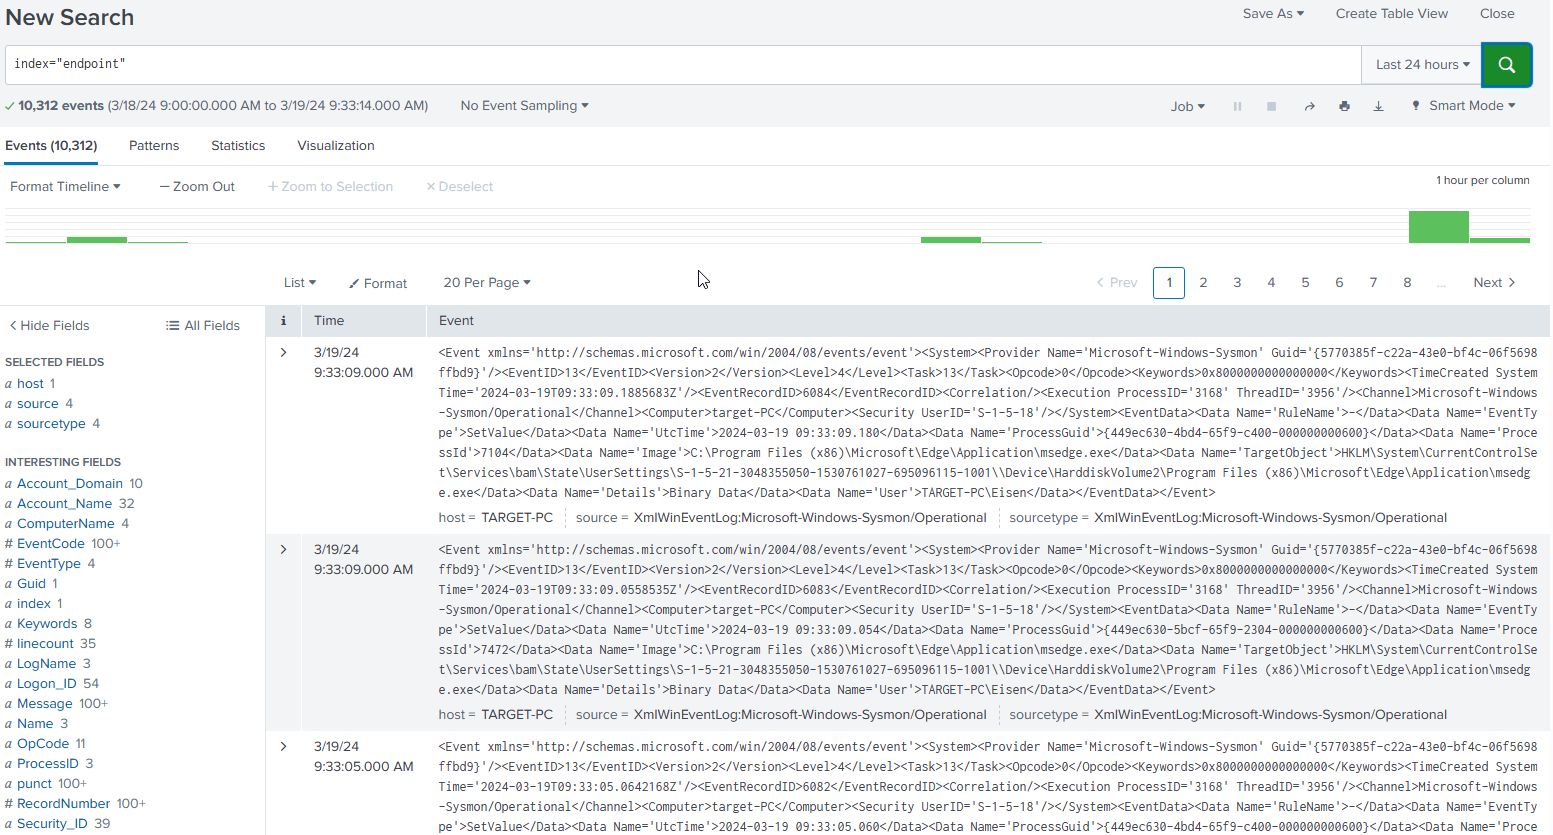 New Search
Save As Create Table View Close
index="endpoint"
Last 24 hours
10,312 events (3/18/24 9:00:00.000 AM to 3/19/24 9:33:14.000 AM) No Event Sampling
Job Smart Mode
Events (10,312) Patterns Statistics Visualization
Format Timeline — Zoom Out + Zoom to Selection × Deselect
1 hour per column
List Format 20 Per Page
< Prev 1 2 3 4 5 6 7 8 ... Next >
< Hide Fields All Fields
SELECTED FIELDS
a host 1
a source 4
a sourcetype 4
INTERESTING FIELDS
a Account_Domain 10
a Account_Name 32
a ComputerName 4
# EventCode 100+
# EventType 4
a Guid 1
a index 1
a Keywords 8
# linecount 35
a LogName 3
a Logon_ID 54
a Message 100+
a Name 3
a OpCode 11
a ProcessID 3
a punct 100+
# RecordNumber 100+
a Security_ID 39
i Time Event
3/19/24
9:33:09.000 AM
<Event xmlns='http://schemas.microsoft.com/win/2004/08/events/event'><System><Provider Name='Microsoft-Windows-Sysmon' Guid='{5770385f-c22a-43e0-bf4c-06f5698
ffbd9}'/><EventID>13</EventID><Version>2</Version><Level>4</Level><Task>13</Task><Opcode>0</Opcode><Keywords>0x8000000000000000</Keywords><TimeCreated System
Time='2024-03-19T09:33:09.1885683Z'/><EventRecordID>6084</EventRecordID><Correlation/><Execution ProcessID='3168' ThreadID='3956'/><Channel>Microsoft-Windows
-Sysmon/Operational</Channel><Computer>target-PC</Computer><Security UserID='S-1-5-18'/></System><EventData><Data Name='RuleName'>-</Data><Data Name='EventTy
pe'>SetValue</Data><Data Name='UtcTime'>2024-03-19 09:33:09.180</Data><Data Name='ProcessGuid'>{449ec630-4bd4-65f9-c400-000000000600}</Data><Data Name='Proce
ssId'>7104</Data><Data Name='Image'>C:\Program Files (x86)\Microsoft\Edge\Application\msedge.exe</Data><Data Name='TargetObject'>HKLM\System\CurrentControlSe
t\Services\bam\State\UserSettings\S-1-5-21-3048355050-1530761027-695096115-1001\\Device\HarddiskVolume2\Program Files (x86)\Microsoft\Edge\Application\msedg
e.exe</Data><Data Name='Details'>Binary Data</Data><Data Name='User'>TARGET-PC\Eisen</Data></EventData></Event>
host = TARGET-PC source = XmlWinEventLog:Microsoft-Windows-Sysmon/Operational sourcetype = XmlWinEventLog:Microsoft-Windows-Sysmon/Operational
3/19/24
9:33:09.000 AM
<Event xmlns='http://schemas.microsoft.com/win/2004/08/events/event'><System><Provider Name='Microsoft-Windows-Sysmon' Guid='{5770385f-c22a-43e0-bf4c-06f5698
ffbd9}'/><EventID>13</EventID><Version>2</Version><Level>4</Level><Task>13</Task><Opcode>0</Opcode><Keywords>0x8000000000000000</Keywords><TimeCreated System
Time='2024-03-19T09:33:09.0558535Z'/><EventRecordID>6083</EventRecordID><Correlation/><Execution ProcessID='3168' ThreadID='3956'/><Channel>Microsoft-Windows
-Sysmon/Operational</Channel><Computer>target-PC</Computer><Security UserID='S-1-5-18'/></System><EventData><Data Name='RuleName'>-</Data><Data Name='EventTy
pe'>SetValue</Data><Data Name='UtcTime'>2024-03-19 09:33:09.054</Data><Data Name='ProcessGuid'>{449ec630-5bcf-65f9-2304-000000000600}</Data><Data Name='Proce
ssId'>7472</Data><Data Name='Image'>C:\Program Files (x86)\Microsoft\Edge\Application\msedge.exe</Data><Data Name='TargetObject'>HKLM\System\CurrentControlSe
t\Services\bam\State\UserSettings\S-1-5-21-3048355050-1530761027-695096115-1001\\Device\HarddiskVolume2\Program Files (x86)\Microsoft\Edge\Application\msedg
e.exe</Data><Data Name='Details'>Binary Data</Data><Data Name='User'>TARGET-PC\Eisen</Data></EventData></Event>
host = TARGET-PC source = XmlWinEventLog:Microsoft-Windows-Sysmon/Operational sourcetype = XmlWinEventLog:Microsoft-Windows-Sysmon/Operational
3/19/24
9:33:05.000 AM
<Event xmlns='http://schemas.microsoft.com/win/2004/08/events/event'><System><Provider Name='Microsoft-Windows-Sysmon' Guid='{5770385f-c22a-43e0-bf4c-06f5698
ffbd9}'/><EventID>13</EventID><Version>2</Version><Level>4</Level><Task>13</Task><Opcode>0</Opcode><Keywords>0x8000000000000000</Keywords><TimeCreated System
Time='2024-03-19T09:33:05.0642168Z'/><EventRecordID>6082</EventRecordID><Correlation/><Execution ProcessID='3168' ThreadID='3956'/><Channel>Microsoft-Windows
-Sysmon/Operational</Channel><Computer>target-PC</Computer><Security UserID='S-1-5-18'/></System><EventData><Data Name='RuleName'>-</Data><Data Name='EventTy
pe'>SetValue</Data><Data Name='UtcTime'>2024-03-19 09:33:05.060</Data><Data Name='ProcessGuid'>{449ec630-4bd4-65f9-c400-000000000600}</Data><Data Name='Proce